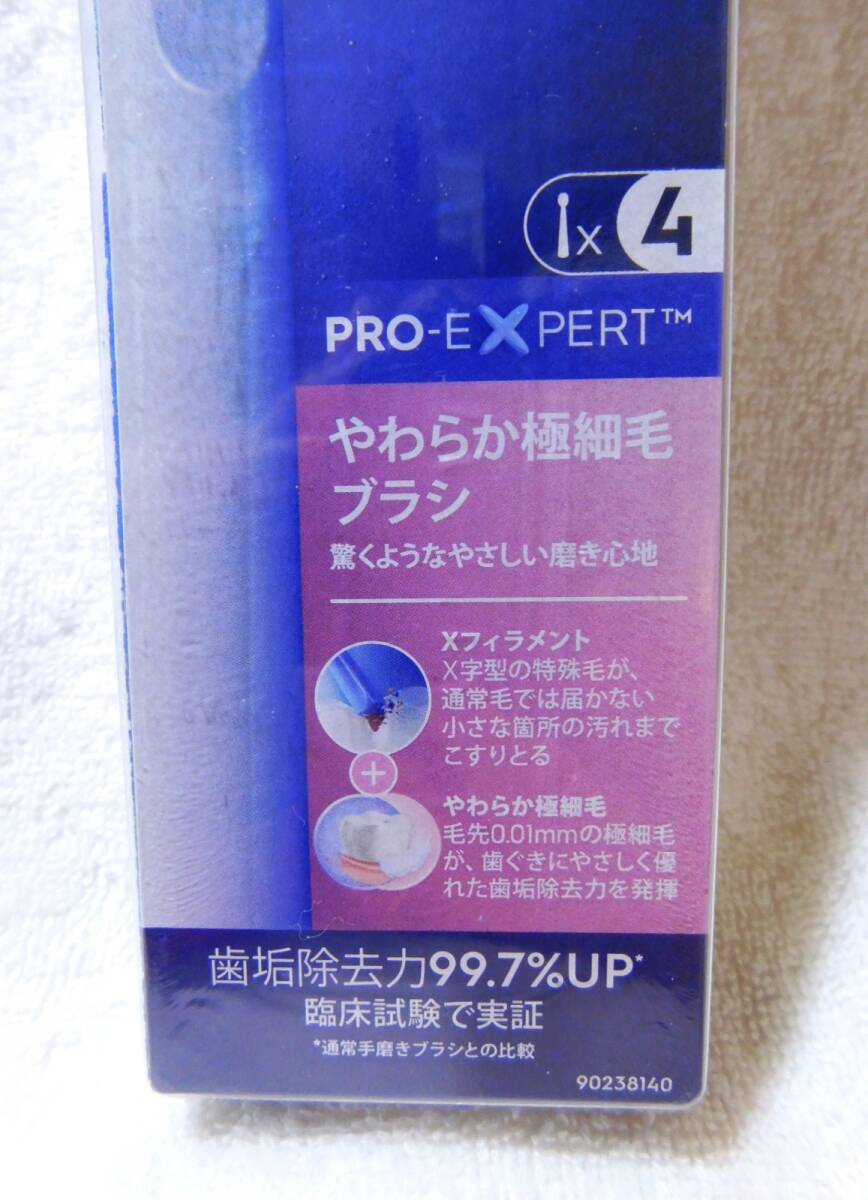 x 4
PRO-EXPERT™
やわらか極細毛
ブラシ
驚くようなやさしい磨き心地
Xフィラメント
X字型の特殊毛が、
通常毛では届かない
小さな箇所の汚れまで
こすりとる
+
やわらか極細毛
毛先0.01mmの極細毛
が、歯ぐきにやさしく優
れた歯垢除去力を発揮
歯垢除去力99.7%UP*
臨床試験で実証
*通常手磨きブラシとの比較
90238140